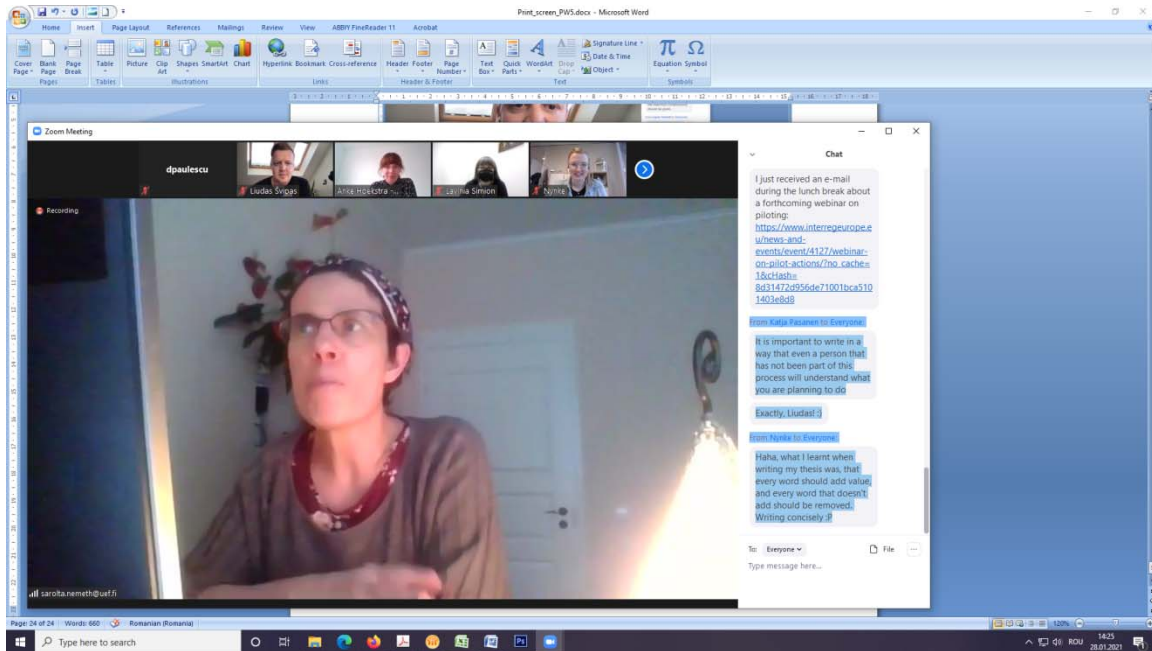 Print_screen_PW5.docx - Microsoft Word
Home Insert Page Layout References Mailings Review View ABBYY FineReader 11 Acrobat
Cover Page Blank Page Page Break Table Picture Clip Art Shapes SmartArt Chart Hyperlink Bookmark Cross-reference Header Footer Page Number Text Box Quick Parts WordArt Drop Cap Signature Line Date & Time Object Equation Symbol
Pages Tables Illustrations Links Header & Footer Text Symbols
Zoom Meeting
dpaulescu
Liudas Švipas
Anke Hoekstra
Lavinia Simion
Nynke
Recording
sarolta.nemeth@uef.fi
Chat
I just received an e-mail
during the lunch break about
a forthcoming webinar on
piloting:
https://www.interregeurope.e
u/news-and-
events/event/4127/webinar-
on-pilot-actions/?no_cache=
1&cHash=
8d31472d956de71001bca510
1403e8d8
From Katja Pasanen to Everyone:
It is important to write in a
way that even a person that
has not been part of this
process will understand what
you are planning to do
Exactly, Liudas! :)
From Nynke to Everyone:
Haha, what I learnt when
writing my thesis was, that
every word should add value,
and every word that doesn't
add should be removed.
Writing concisely :P
To: Everyone File
Type message here...
Page: 24 of 24 Words: 660 Romanian (Romania) 120%
Type here to search
ROU
14:25
28.01.2021